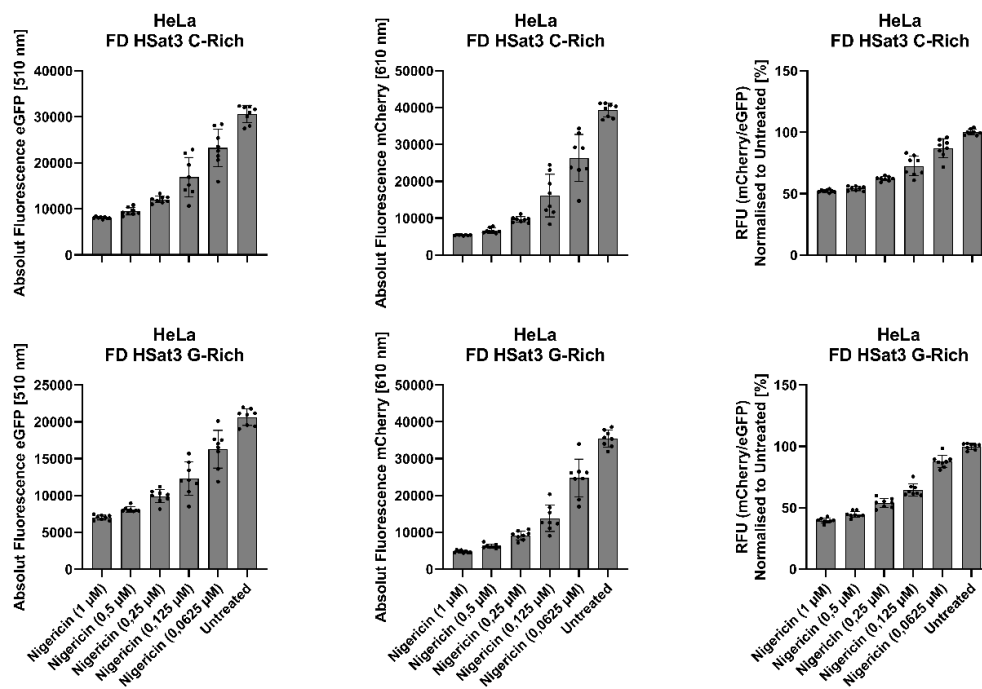 HeLa
FD HSat3 C-Rich
Absolut Fluorescence eGFP [510 nm]
40000
30000
20000
10000
0
HeLa
FD HSat3 C-Rich
Absolut Fluorescence mCherry [610 nm]
50000
40000
30000
20000
10000
0
HeLa
FD HSat3 C-Rich
RFU (mCherry/eGFP)
Normalised to Untreated [%]
150
100
50
0
HeLa
FD HSat3 G-Rich
Absolut Fluorescence eGFP [510 nm]
25000
20000
15000
10000
5000
0
Nigericin (1 µM)
Nigericin (0,5 µM)
Nigericin (0,25 µM)
Nigericin (0,125 µM)
Nigericin (0,0625 µM)
Untreated
HeLa
FD HSat3 G-Rich
Absolut Fluorescence mCherry [610 nm]
50000
40000
30000
20000
10000
0
Nigericin (1 µM)
Nigericin (0,5 µM)
Nigericin (0,25 µM)
Nigericin (0,125 µM)
Nigericin (0,0625 µM)
Untreated
HeLa
FD HSat3 G-Rich
RFU (mCherry/eGFP)
Normalised to Untreated [%]
150
100
50
0
Nigericin (1 µM)
Nigericin (0,5 µM)
Nigericin (0,25 µM)
Nigericin (0,125 µM)
Nigericin (0,0625 µM)
Untreated